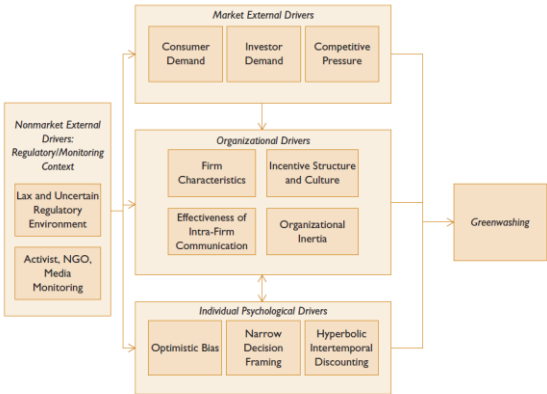 Market External Drivers
Consumer
Demand
Investor
Demand
Competitive
Pressure
Nonmarket External
Drivers:
Regulatory/Monitoring
Context
Lax and Uncertain
Regulatory
Environment
Activist, NGO,
Media
Monitoring
Organizational Drivers
Firm
Characteristics
Incentive Structure
and Culture
Effectiveness of
Intra-Firm
Communication
Organizational
Inertia
Greenwashing
Individual Psychological Drivers
Optimistic Bias
Narrow
Decision
Framing
Hyperbolic
Intertemporal
Discounting